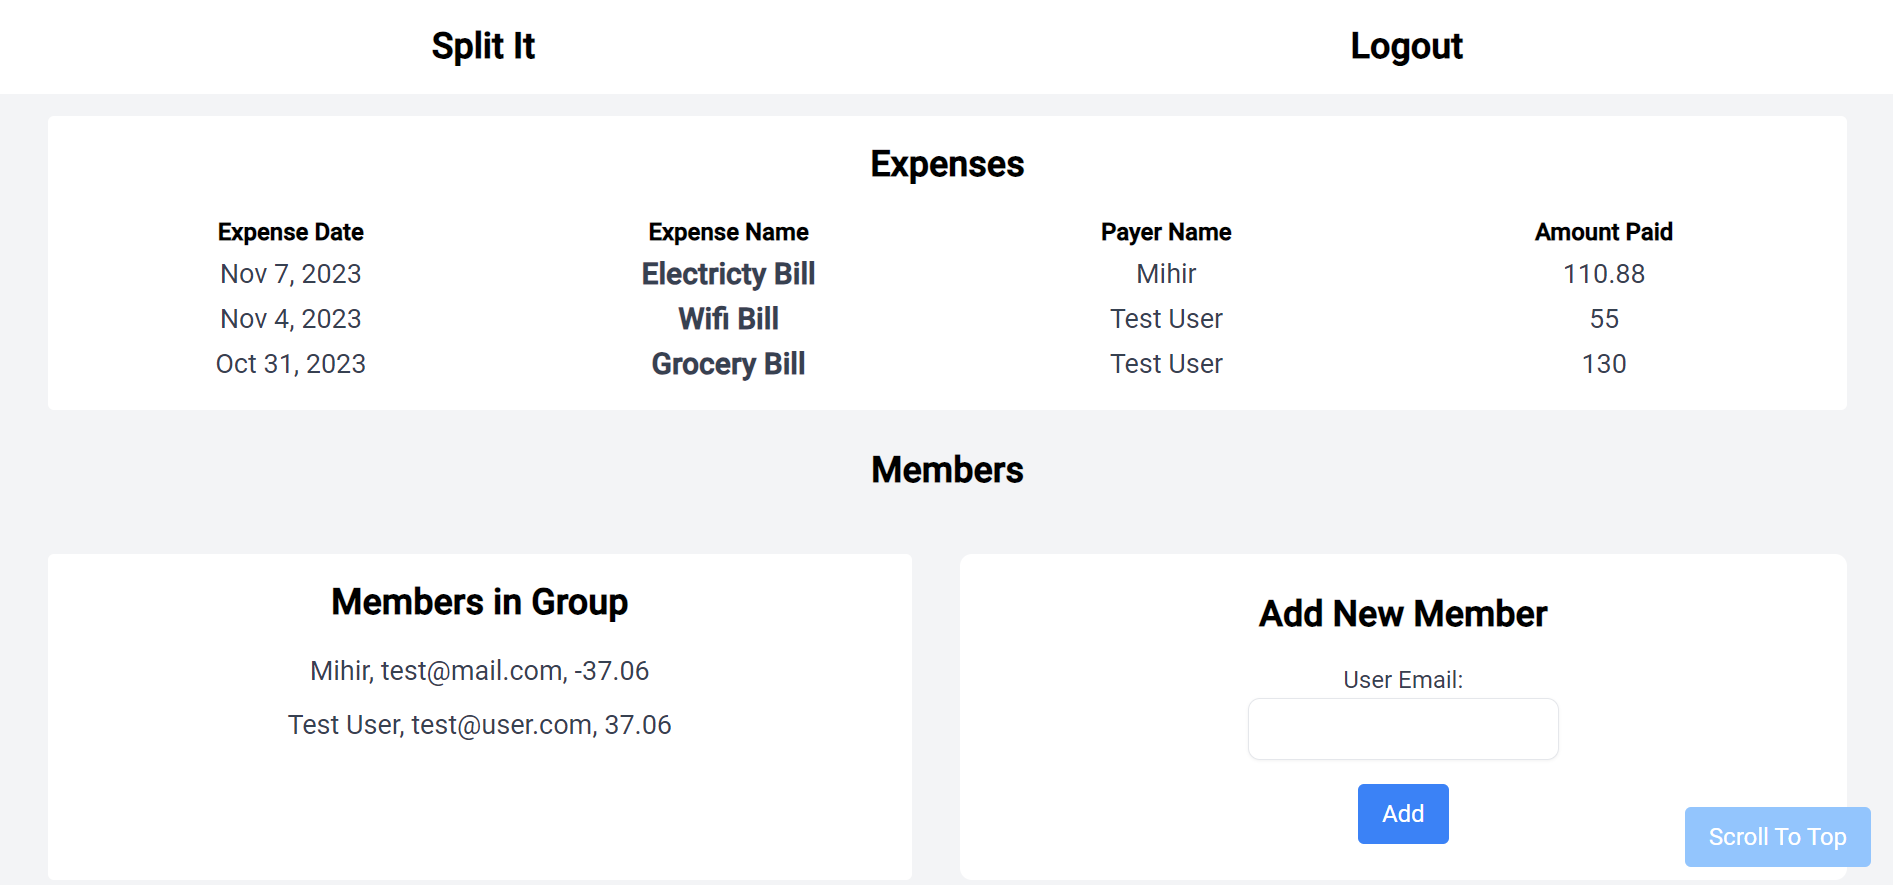 Split It Logout
Expenses
Expense Date Expense Name Payer Name Amount Paid
Nov 7, 2023 Electricty Bill Mihir 110.88
Nov 4, 2023 Wifi Bill Test User 55
Oct 31, 2023 Grocery Bill Test User 130
Members
Members in Group
Mihir, test@mail.com, -37.06
Test User, test@user.com, 37.06
Add New Member
User Email:
Add
Scroll To Top